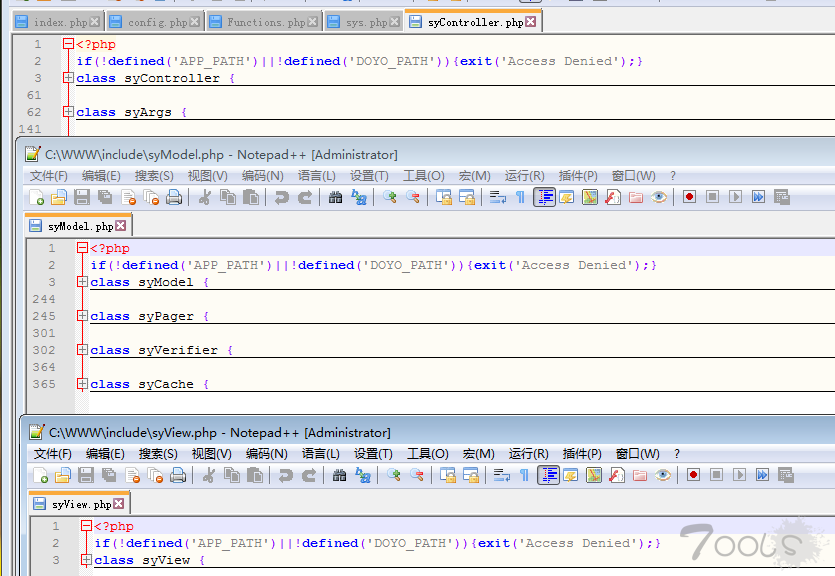 index.php config.php Functions.php sys.php syController.php
1 <?php
2 if(!defined('APP_PATH')||!defined('DOYO_PATH')){exit('Access Denied');}
3 class syController {
61
62 class syArgs {
141
C:\WWW\include\syModel.php - Notepad++ [Administrator]
文件(F) 编辑(E) 搜索(S) 视图(V) 编码(N) 语言(L) 设置(T) 工具(O) 宏(M) 运行(R) 插件(P) 窗口(W) ?
syModel.php
1 <?php
2 if(!defined('APP_PATH')||!defined('DOYO_PATH')){exit('Access Denied');}
3 class syModel {
244
245 class syPager {
301
302 class syVerifier {
364
365 class syCache {
C:\WWW\include\syView.php - Notepad++ [Administrator]
文件(F) 编辑(E) 搜索(S) 视图(V) 编码(N) 语言(L) 设置(T) 工具(O) 宏(M) 运行(R) 插件(P) 窗口(W) ?
syView.php
1 <?php
2 if(!defined('APP_PATH')||!defined('DOYO_PATH')){exit('Access Denied');}
3 class syView {
7ools